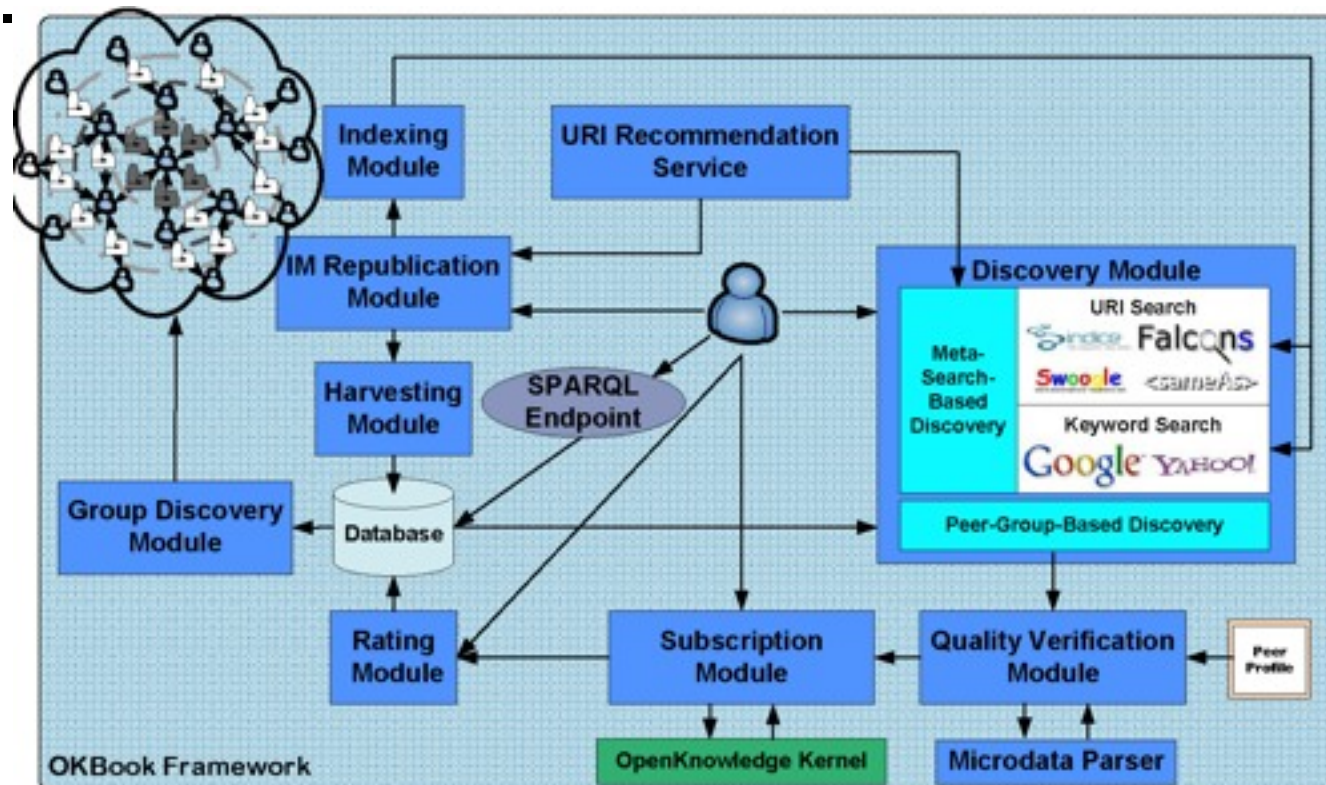 Indexing
Module
URI Recommendation
Service
IM Republication
Module
Discovery Module
URI Search
Sindice
Falcons
Swoogle
<sameAs>
Meta-
Search-
Based
Discovery
Keyword Search
Google
YAHOO!
Peer-Group-Based Discovery
Harvesting
Module
SPARQL
Endpoint
Group Discovery
Module
Database
Rating
Module
Subscription
Module
Quality Verification
Module
Peer
Profile
OpenKnowledge Kernel
Microdata Parser
OKBook Framework